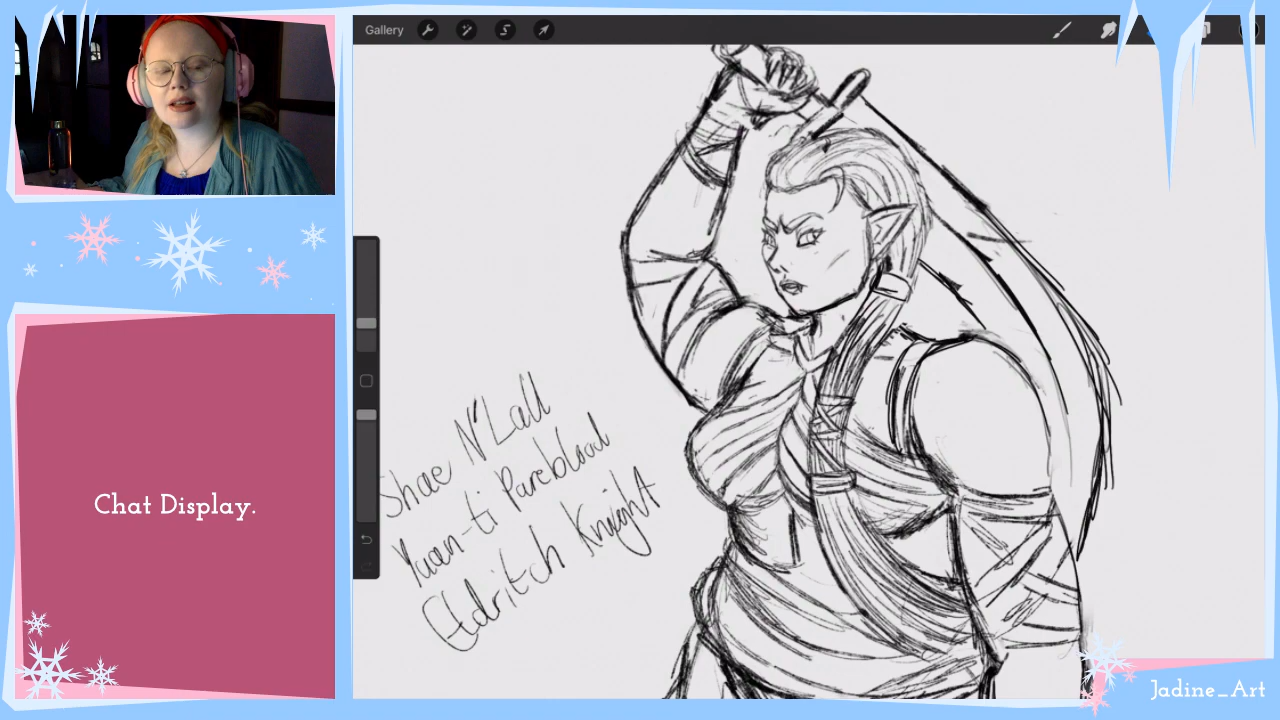 Gallery
Shae N'Lall
Yuan-ti Pureblood
Eldritch Knight
Chat Display.
Jadine_Art